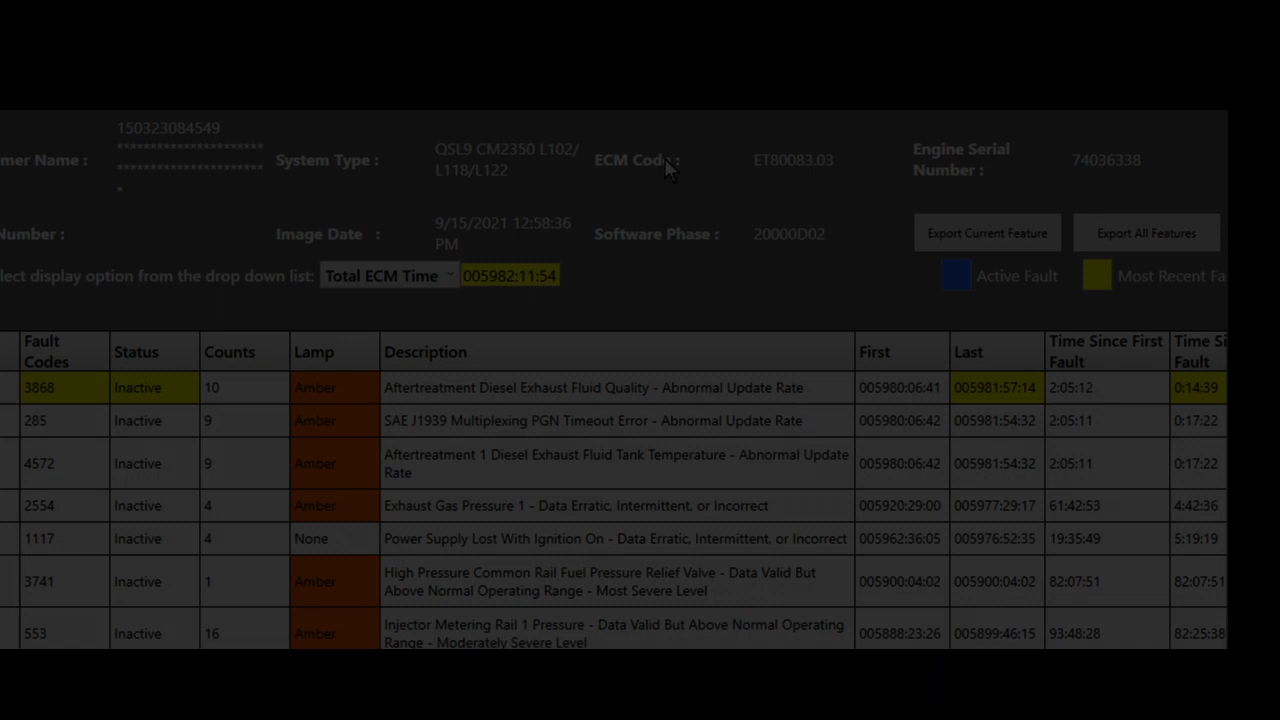 150323084549
*********************
mer Name : ********************* System Type : QSL9 CM2350 L102/ L118/L122 ECM Code : ET80083.03 Engine Serial Number : 74036338
*
Number : Image Date : 9/15/2021 12:58:36 PM Software Phase : 20000D02 Export Current Feature Export All Features
lect display option from the drop down list: Total ECM Time 005982:11:54 Active Fault Most Recent Fa
Fault Codes Status Counts Lamp Description First Last Time Since First Fault Time Si Fault
3868 Inactive 10 Amber Aftertreatment Diesel Exhaust Fluid Quality - Abnormal Update Rate 005980:06:41 005981:57:14 2:05:12 0:14:39
285 Inactive 9 Amber SAE J1939 Multiplexing PGN Timeout Error - Abnormal Update Rate 005980:06:42 005981:54:32 2:05:11 0:17:22
4572 Inactive 9 Amber Aftertreatment 1 Diesel Exhaust Fluid Tank Temperature - Abnormal Update Rate 005980:06:42 005981:54:32 2:05:11 0:17:22
2554 Inactive 4 Amber Exhaust Gas Pressure 1 - Data Erratic, Intermittent, or Incorrect 005920:29:00 005977:29:17 61:42:53 4:42:36
1117 Inactive 4 None Power Supply Lost With Ignition On - Data Erratic, Intermittent, or Incorrect 005962:36:05 005976:52:35 19:35:49 5:19:19
3741 Inactive 1 Amber High Pressure Common Rail Fuel Pressure Relief Valve - Data Valid But Above Normal Operating Range - Most Severe Level 005900:04:02 005900:04:02 82:07:51 82:07:51
553 Inactive 16 Amber Injector Metering Rail 1 Pressure - Data Valid But Above Normal Operating Range - Moderately Severe Level 005888:23:26 005899:46:15 93:48:28 82:25:38